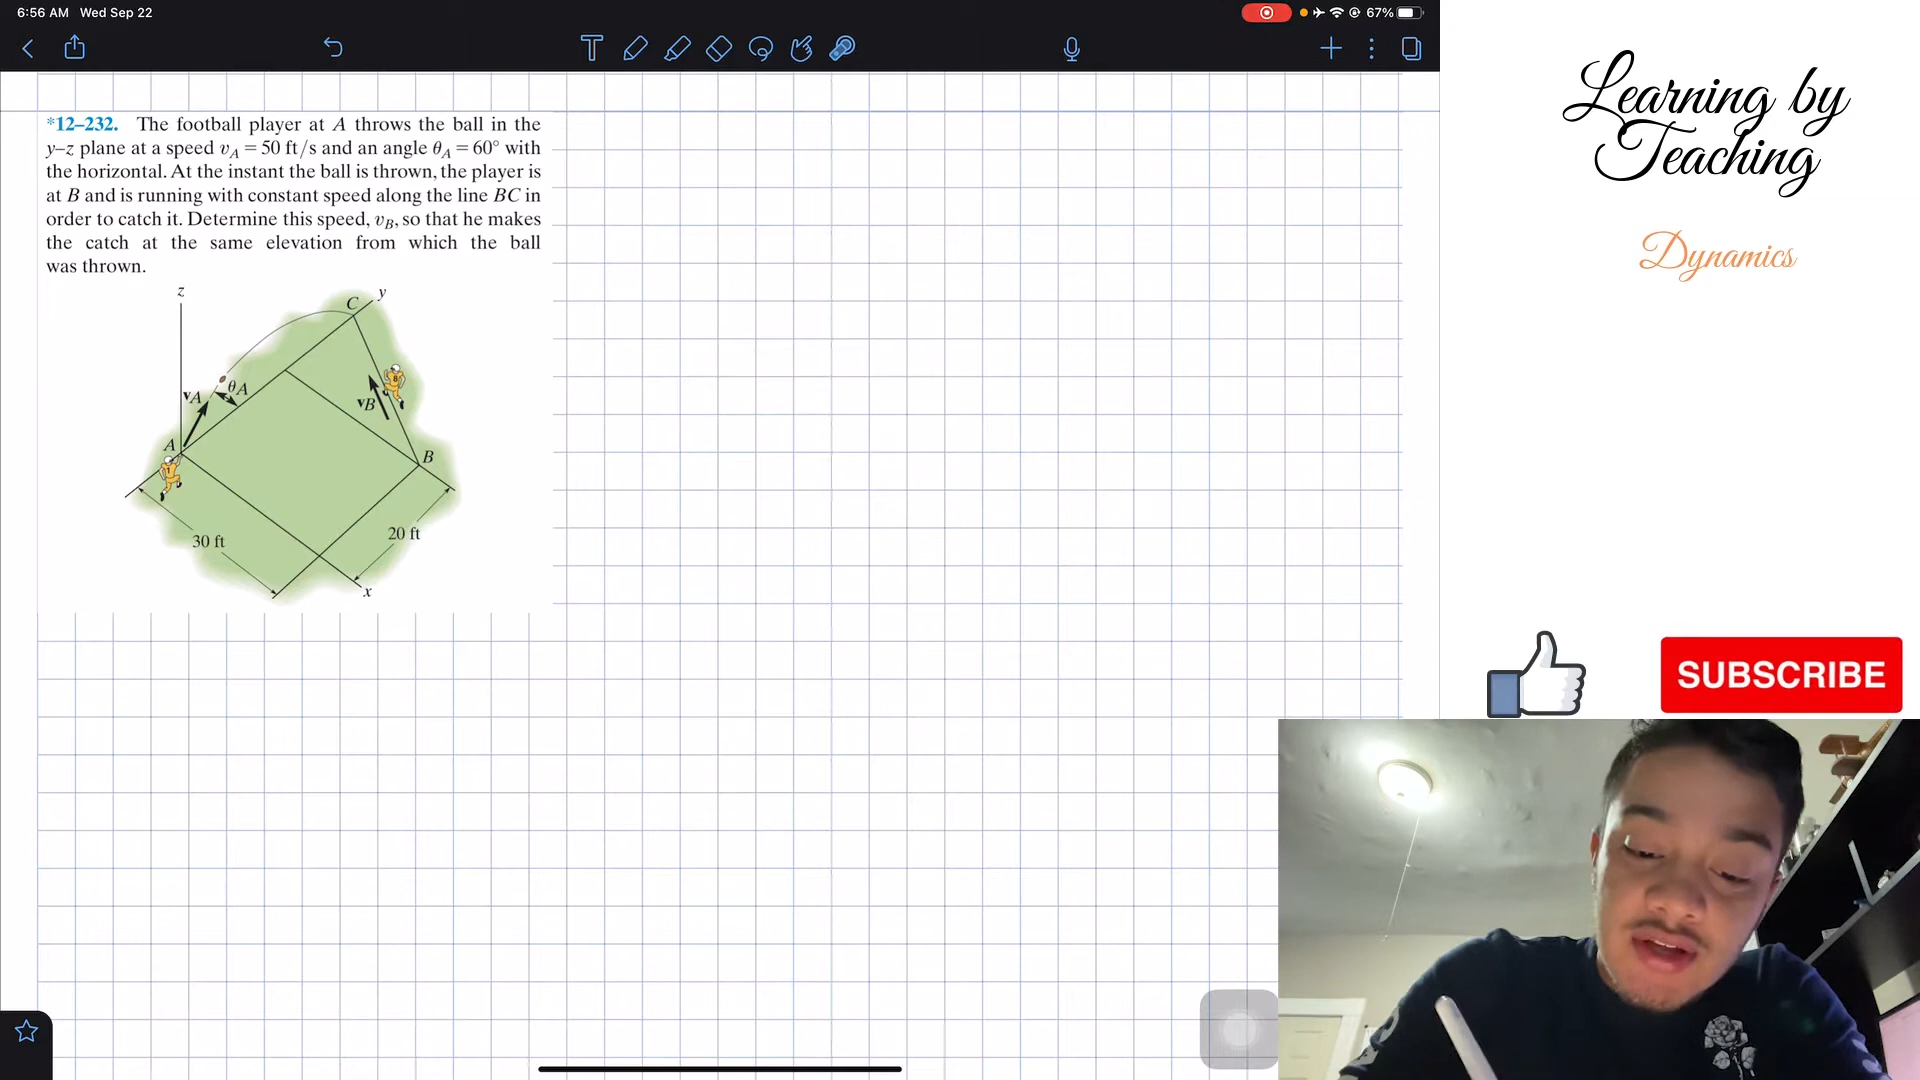 6:56 AM Wed Sep 22
67%
*12–232. The football player at A throws the ball in the
y–z plane at a speed vA = 50 ft/s and an angle θA = 60° with
the horizontal. At the instant the ball is thrown, the player is
at B and is running with constant speed along the line BC in
order to catch it. Determine this speed, vB, so that he makes
the catch at the same elevation from which the ball
was thrown.
z
C
y
θA
vA
8
vB
A
B
1
20 ft
30 ft
x
Learning by
Teaching
Dynamics
SUBSCRIBE